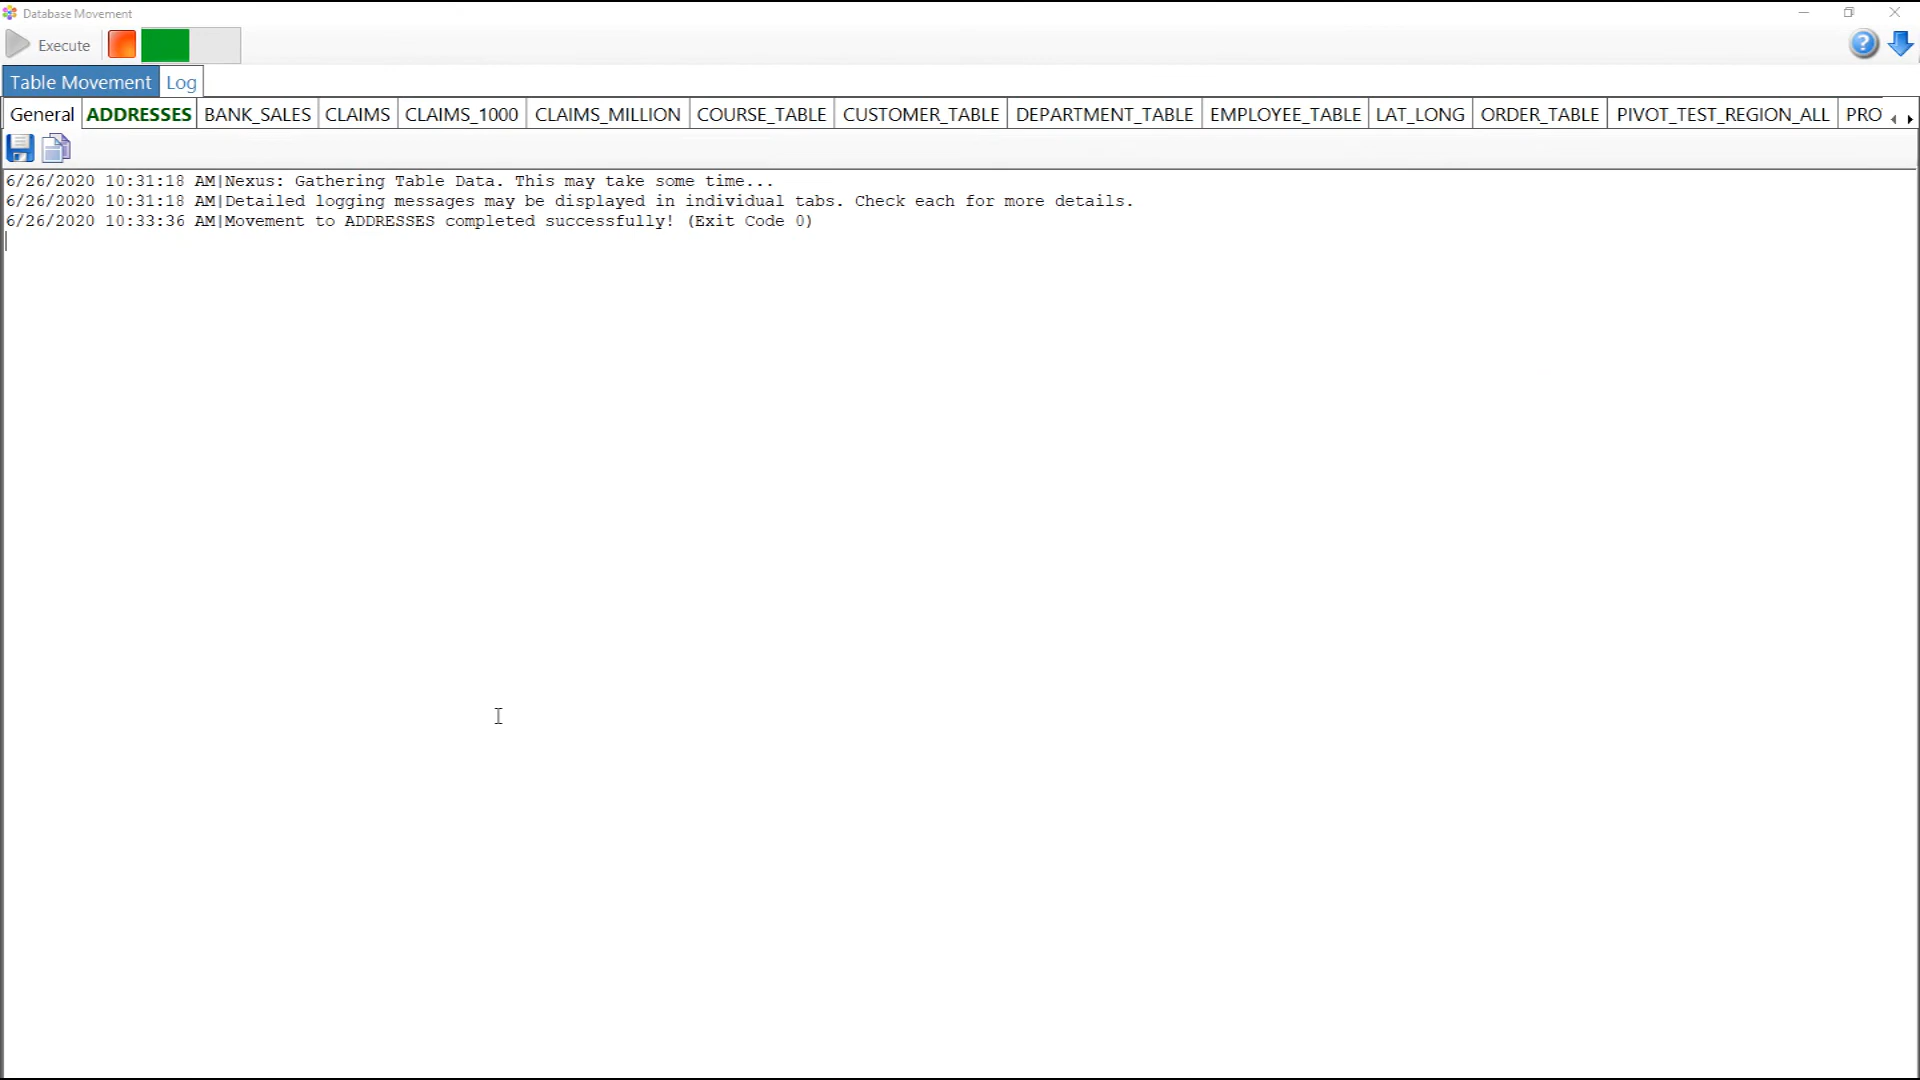 Database Movement
Execute
Table Movement Log
General ADDRESSES BANK_SALES CLAIMS CLAIMS_1000 CLAIMS_MILLION COURSE_TABLE CUSTOMER_TABLE DEPARTMENT_TABLE EMPLOYEE_TABLE LAT_LONG ORDER_TABLE PIVOT_TEST_REGION_ALL PRO
6/26/2020 10:31:18 AM|Nexus: Gathering Table Data. This may take some time...
6/26/2020 10:31:18 AM|Detailed logging messages may be displayed in individual tabs. Check each for more details.
6/26/2020 10:33:36 AM|Movement to ADDRESSES completed successfully! (Exit Code 0)